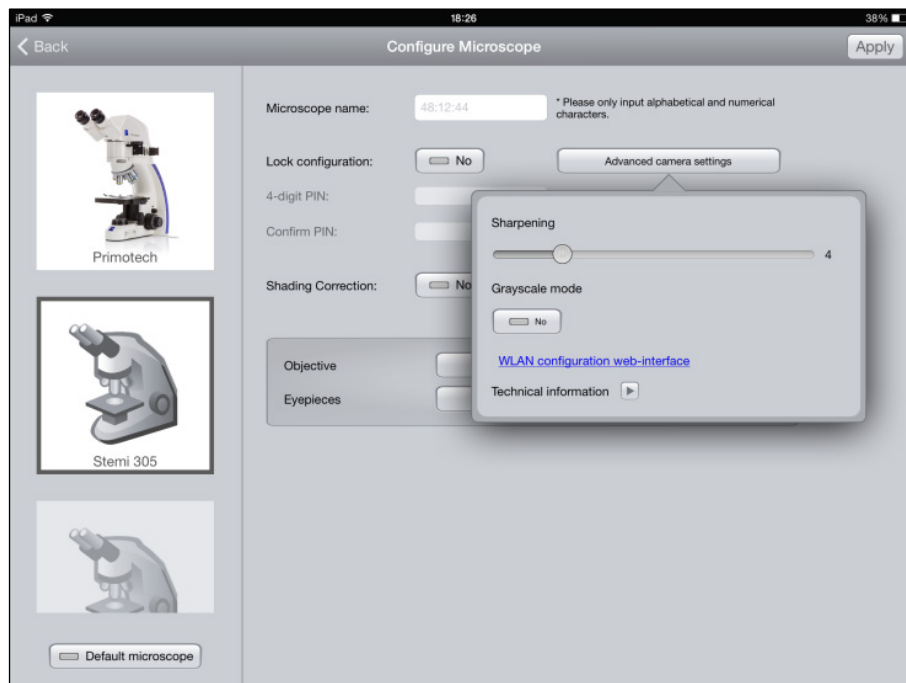 iPad 18:26 38%
Back Configure Microscope Apply
Microscope name: 48:12:44 * Please only input alphabetical and numerical
characters.
Lock configuration: No Advanced camera settings
4-digit PIN:
Confirm PIN:
Shading Correction: No
Objective
Eyepieces
Sharpening
4
Grayscale mode
No
WLAN configuration web-interface
Technical information
Primotech
Stemi 305
Default microscope